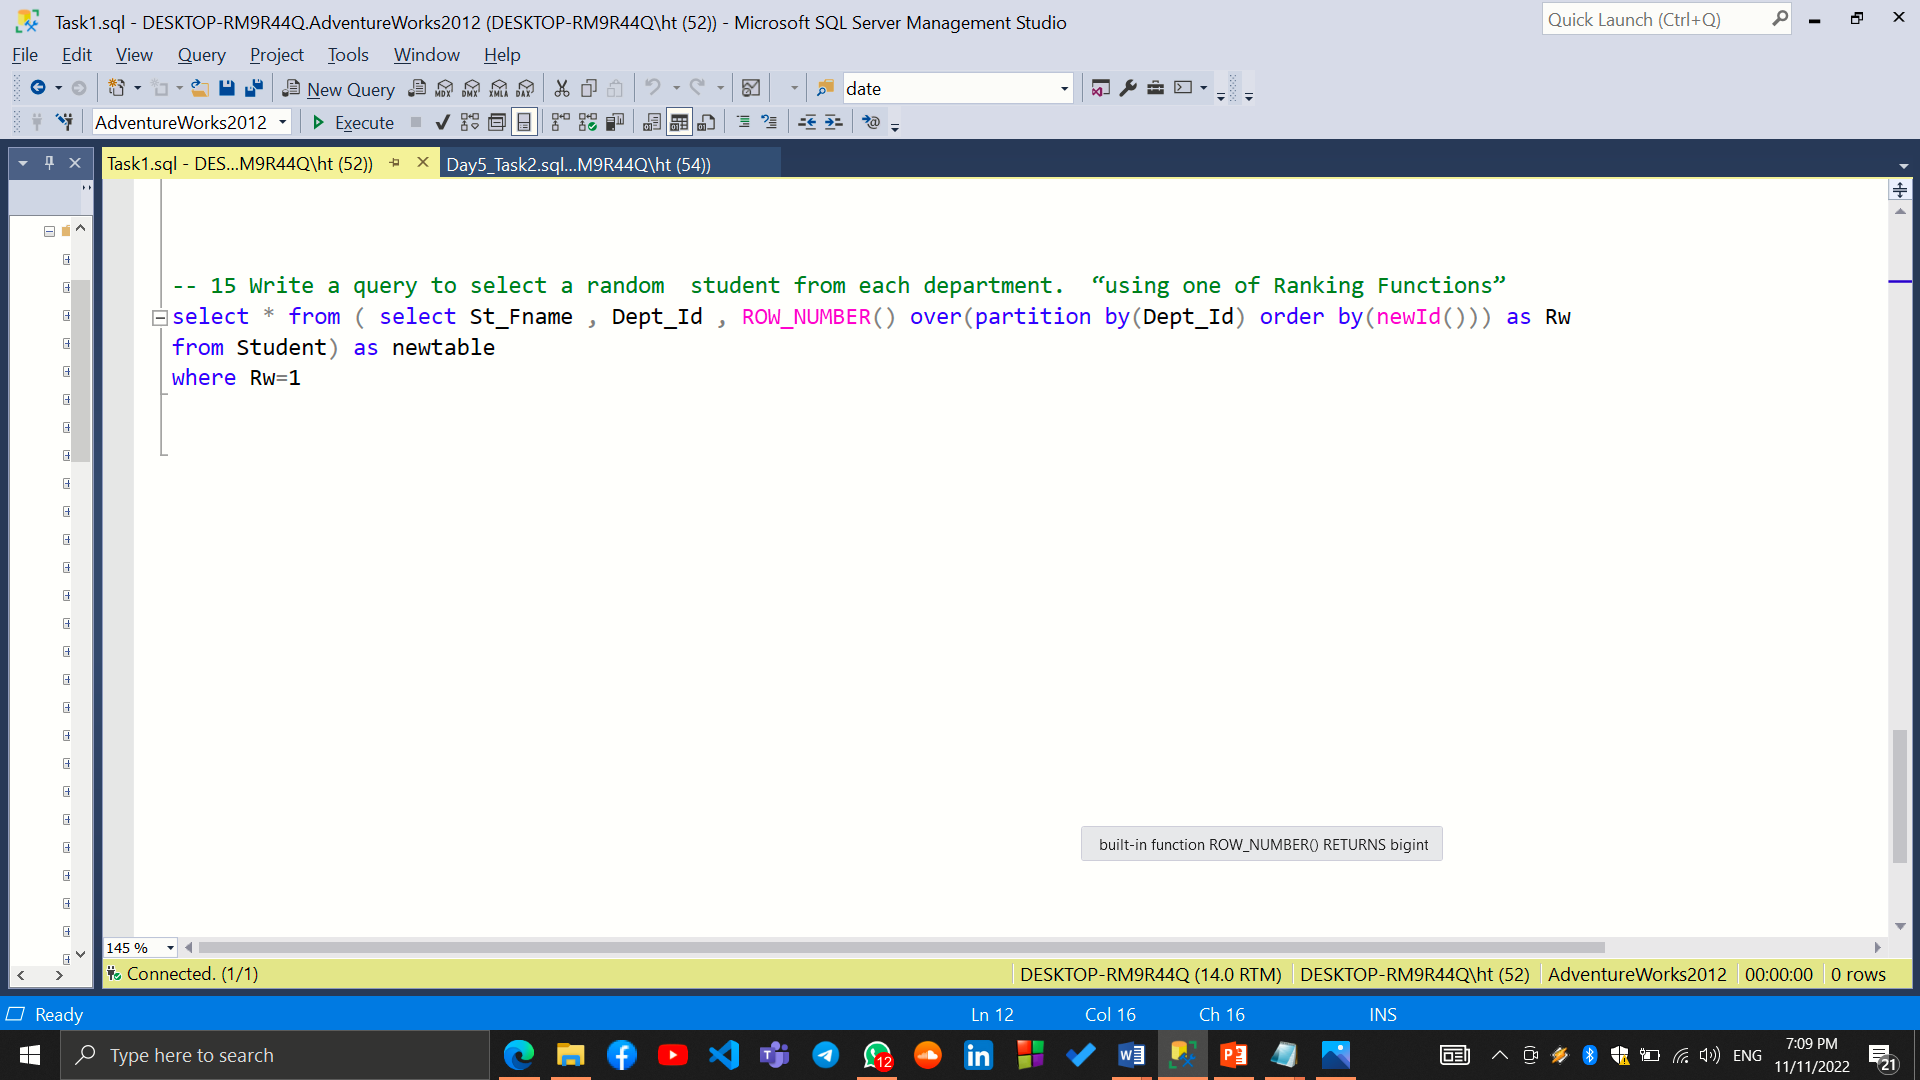 Task1.sql - DESKTOP-RM9R44Q.AdventureWorks2012 (DESKTOP-RM9R44Q\ht (52)) - Microsoft SQL Server Management Studio
Quick Launch (Ctrl+Q)
File Edit View Query Project Tools Window Help
New Query
MDX DMX XMLA DAX
date
AdventureWorks2012
Execute
Task1.sql - DES...M9R44Q\ht (52))
Day5_Task2.sql...M9R44Q\ht (54))
-- 15 Write a query to select a random  student from each department.  “using one of Ranking Functions”
select * from ( select St_Fname , Dept_Id , ROW_NUMBER() over(partition by(Dept_Id) order by(newId())) as Rw
from Student) as newtable
where Rw=1
built-in function ROW_NUMBER() RETURNS bigint
145 %
Connected. (1/1)
DESKTOP-RM9R44Q (14.0 RTM)
DESKTOP-RM9R44Q\ht (52)
AdventureWorks2012
00:00:00
0 rows
Ready
Ln 12
Col 16
Ch 16
INS
Type here to search
12
ENG
7:09 PM
11/11/2022
21